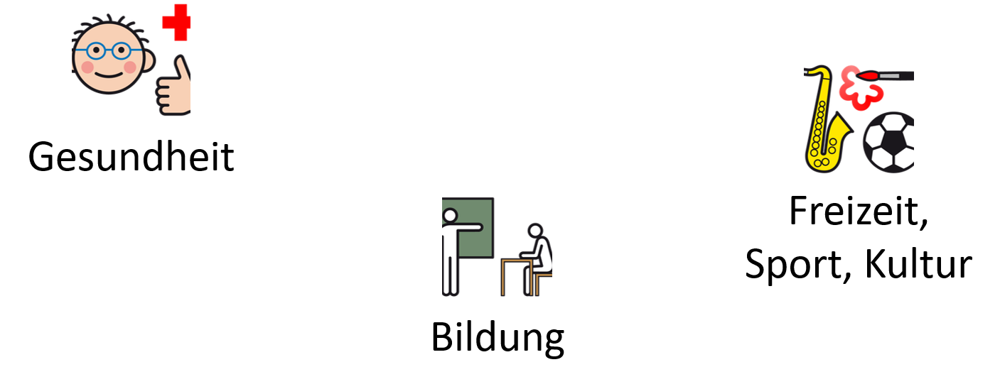 Gesundheit
Bildung
Freizeit,
Sport, Kultur